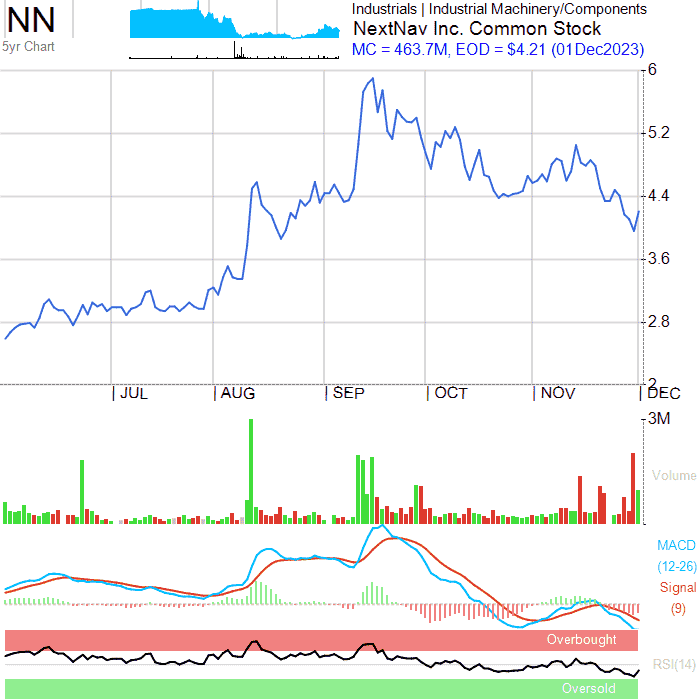 NN
5yr Chart
Industrials | Industrial Machinery/Components
NextNav Inc. Common Stock
MC = 463.7M, EOD = $4.21 (01Dec2023)
6
5.2
4.4
3.6
2.8
2
| JUL | AUG | SEP | OCT | NOV | DEC
3M
Volume
MACD
(12-26)
Signal
(9)
Overbought
RSI(14)
Oversold